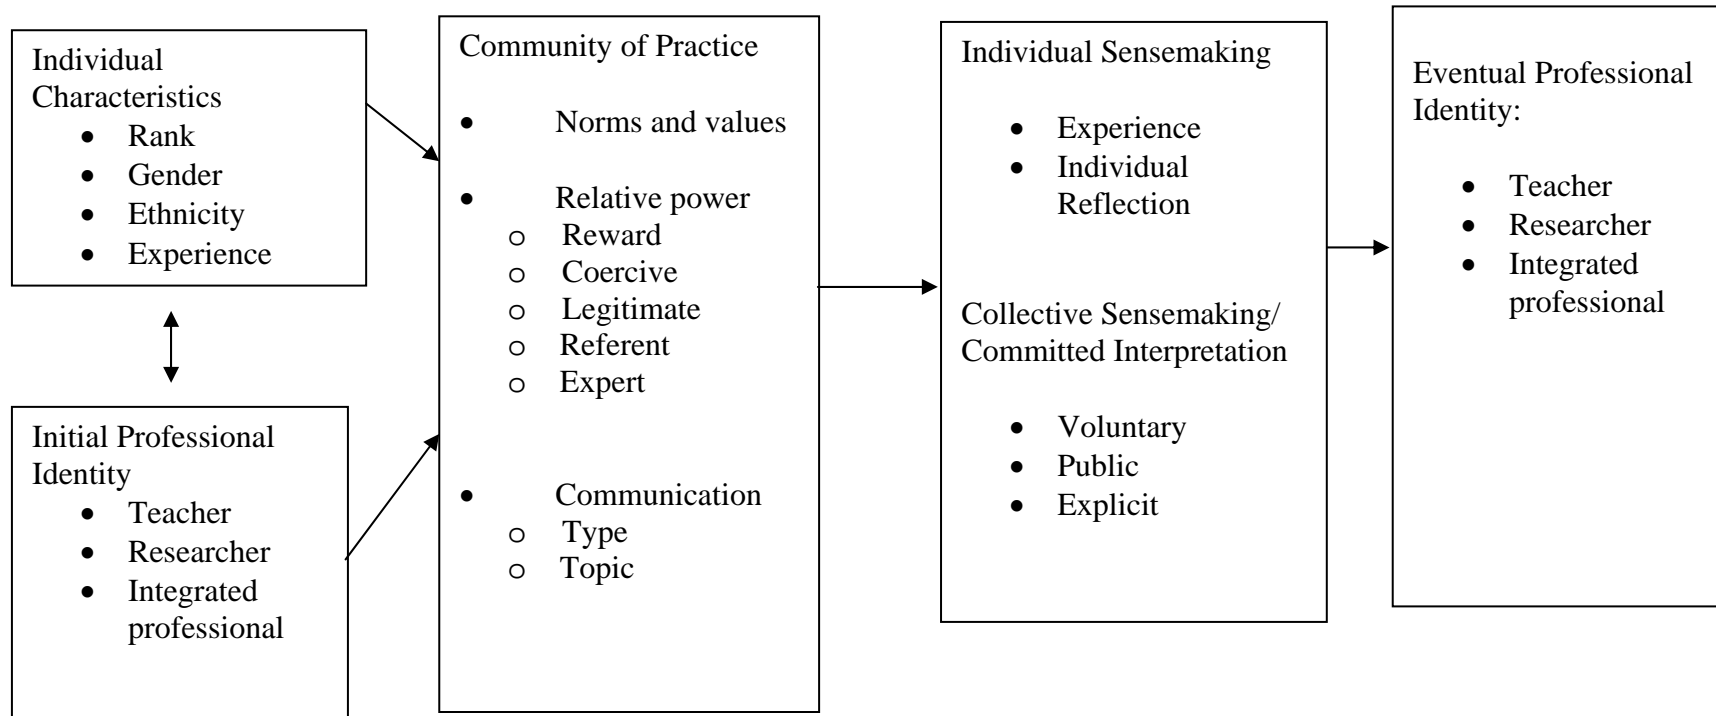 Individual
Characteristics
• Rank
• Gender
• Ethnicity
• Experience
Initial Professional
Identity
• Teacher
• Researcher
• Integrated
professional
Community of Practice
• Norms and values
• Relative power
o Reward
o Coercive
o Legitimate
o Referent
o Expert
• Communication
o Type
o Topic
Individual Sensemaking
• Experience
• Individual
Reflection
Collective Sensemaking/
Committed Interpretation
• Voluntary
• Public
• Explicit
Eventual Professional
Identity:
• Teacher
• Researcher
• Integrated
professional